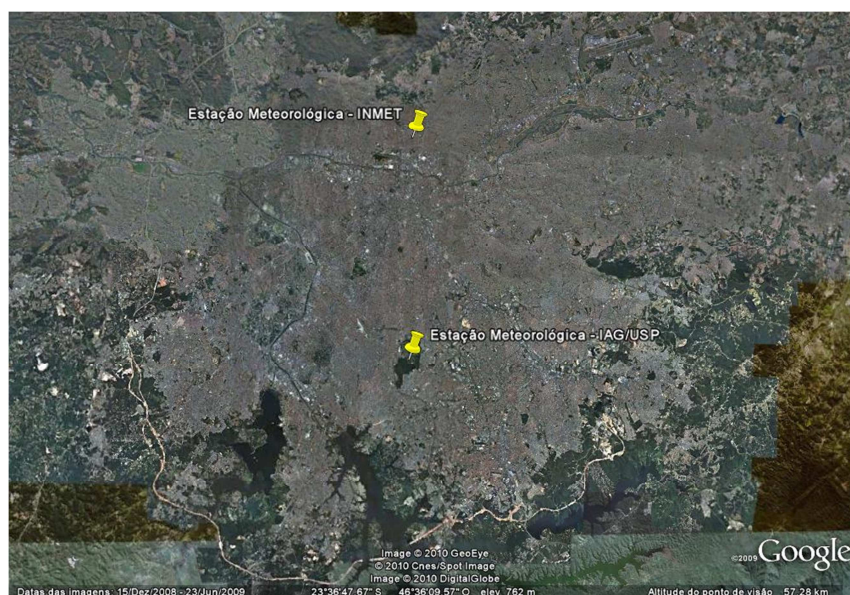 Estação Meteorológica - INMET
Estação Meteorológica - IAG/USP
Image © 2010 GeoEye
© 2010 Cnes/Spot Image
Image © 2010 DigitalGlobe
©2009 Google
Datas das imagens: 15/Dez/2008 - 23/Jun/2009 23°36'47.67" S 46°36'09.57" O elev 762 m Altitude do ponto de visão 57.28 km